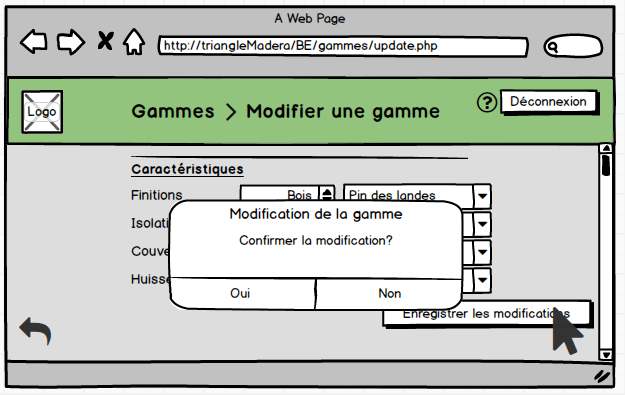 A Web Page
http://triangleMadera/BE/gammes/update.php
Logo
Gammes > Modifier une gamme
? Déconnexion
Caractéristiques
Finitions Bois Pin des landes
Isolati
Couve
Huisse
Modification de la gamme
Confirmer la modification?
Oui Non
Enregistrer les modifications